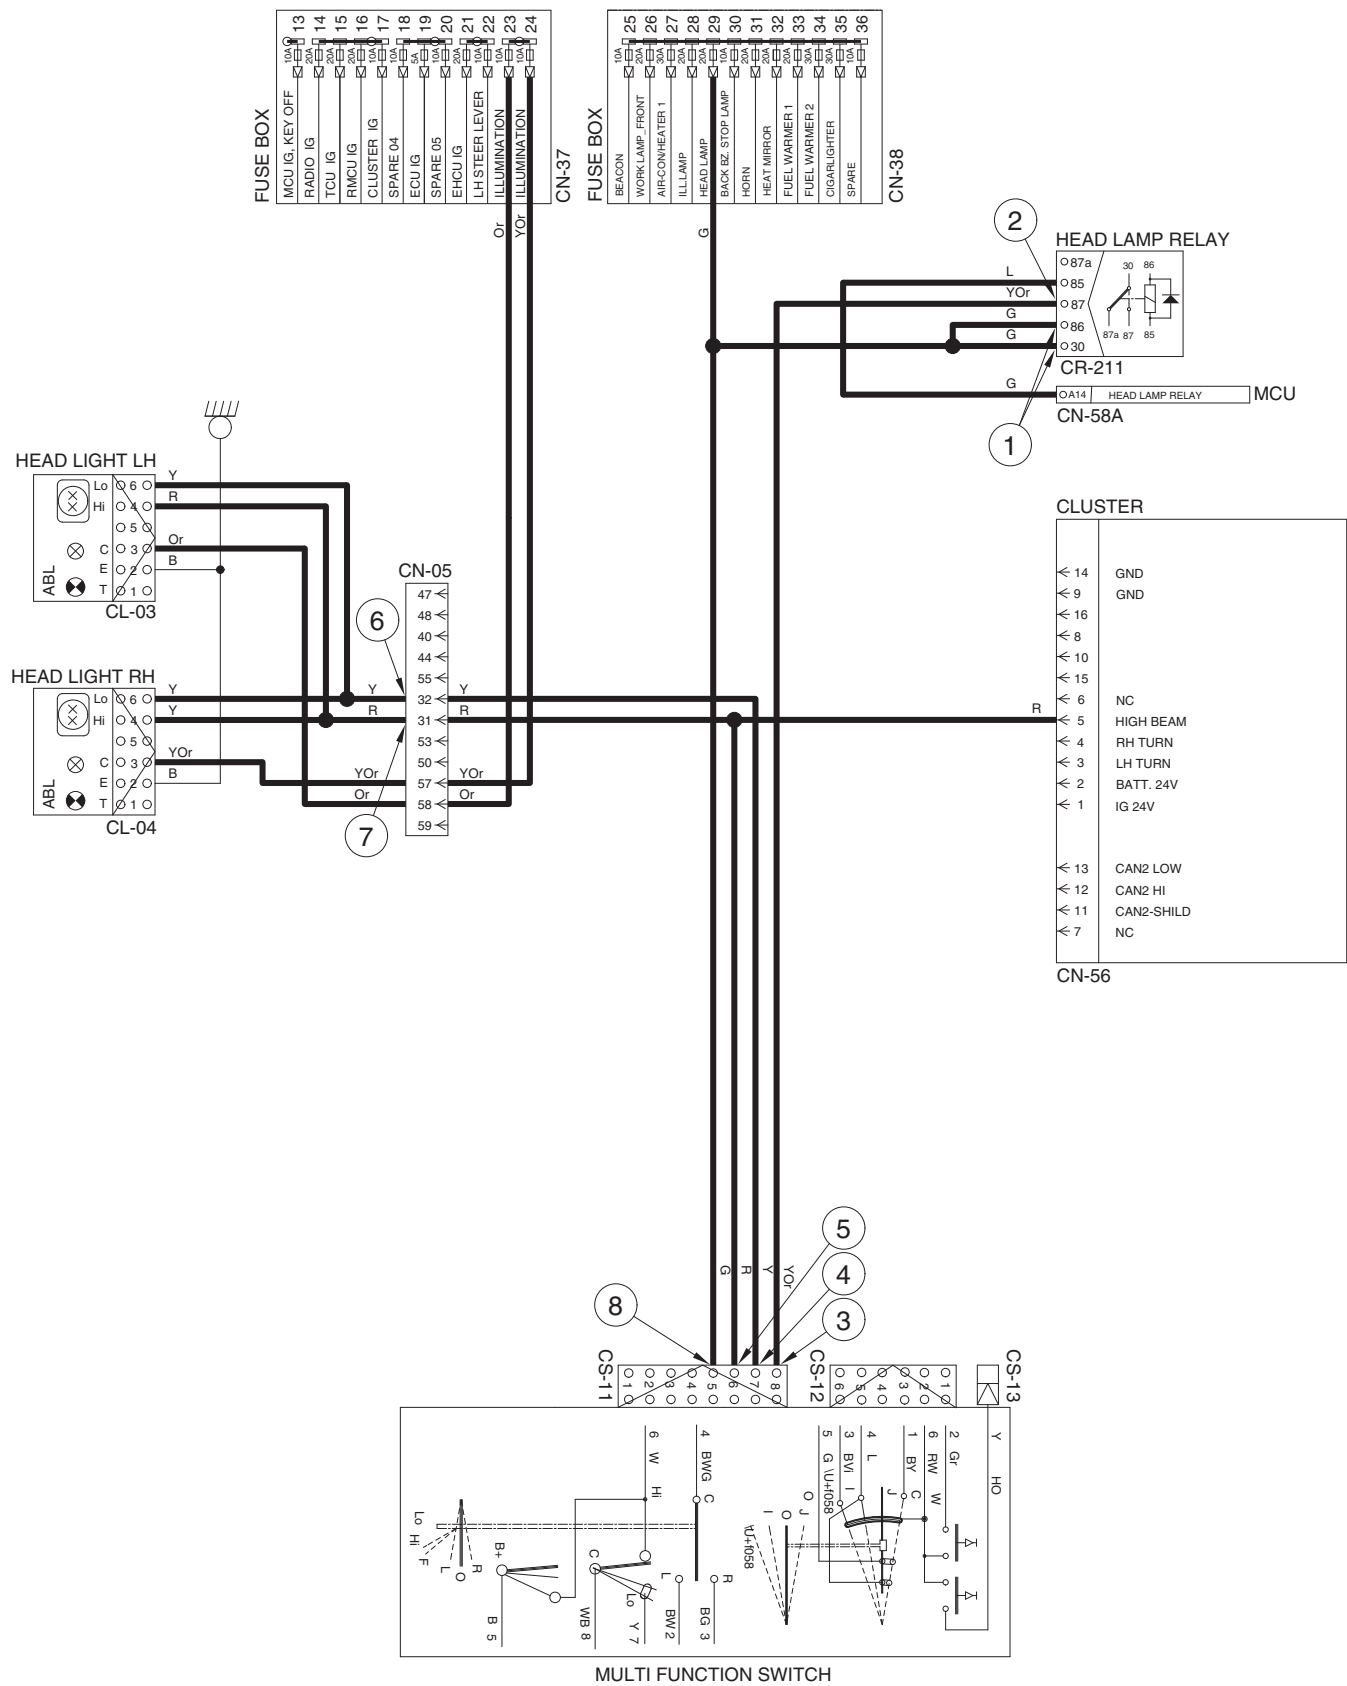 FUSE BOX
13 14 15 16 17 18 19 20 21 22 23 24
10A 20A 20A 20A 10A 10A 5A 10A 20A 10A 10A 10A
MCU IG, KEY OFF
RADIO IG
TCU IG
RMCU IG
CLUSTER IG
SPARE 04
ECU IG
SPARE 05
EHCU IG
LH STEER LEVER
ILLUMINATION
ILLUMINATION
CN-37
Or
YOr
FUSE BOX
25 26 27 28 29 30 31 32 33 34 35 36
10A 20A 30A 20A 20A 10A 20A 20A 20A 30A 30A 10A
BEACON
WORK LAMP_FRONT
AIR-CON/HEATER 1
ILL.LAMP
HEAD LAMP
BACK BZ. STOP LAMP
HORN
HEAT MIRROR
FUEL WARMER 1
FUEL WARMER 2
CIGARLIGHTER
SPARE
CN-38
G
2
HEAD LAMP RELAY
87a
L 85
YOr 87
G 86
G 30
30 86
87a 87 85
CR-211
G A14 HEAD LAMP RELAY MCU
CN-58A
1
HEAD LIGHT LH
Lo 6 Y
Hi 4 R
5
C 3 Or
E 2 B
T 1
ABL
CL-03
HEAD LIGHT RH
Lo 6 Y
Hi 4 Y
5
C 3 YOr
E 2 B
T 1
ABL
CL-04
CN-05
47
48
40
44
55
Y 32 Y
R 31 R
53
50
YOr 57 YOr
Or 58 Or
59
6
7
CLUSTER
14 GND
9 GND
16
8
10
15
6 NC
R 5 HIGH BEAM
4 RH TURN
3 LH TURN
2 BATT. 24V
1 IG 24V
13 CAN2 LOW
12 CAN2 HI
11 CAN2-SHILD
7 NC
CN-56
5
4
3
8
G R Y YOr
CS-11
1 2 3 4 5 6 7 8
CS-12
6 5 4 3 2 1
CS-13
6 W
Hi
4 BWG
C
5 G \U+f058
3 BVi
4 L
1 BY
6 RW
2 Gr
Y HO
W
I
J
C
O
J
O
I
\U+f058
Lo
Hi
F
L
O
R
B+
C
Lo
L
R
B 5
WB 8
Y 7
BW 2
BG 3
MULTI FUNCTION SWITCH